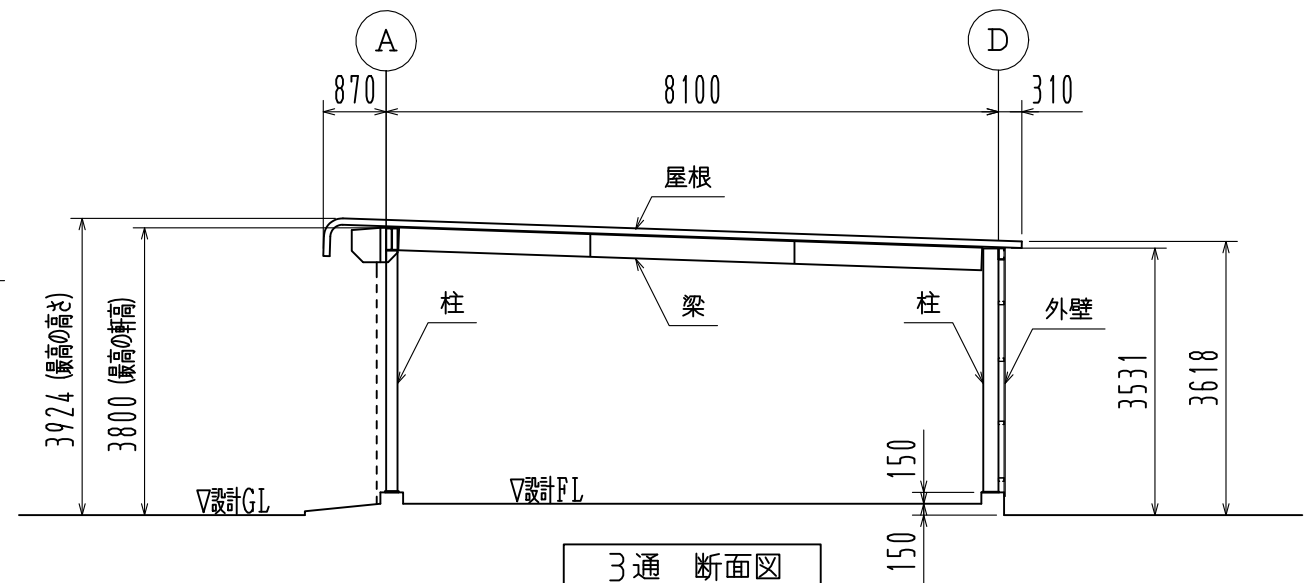 A
D
870
8100
310
屋根
柱
梁
柱
外壁
3924 (最高の高さ)
3800 (最高の軒高)
3531
3618
150
▽設計GL
▽設計FL
150
3通 断面図